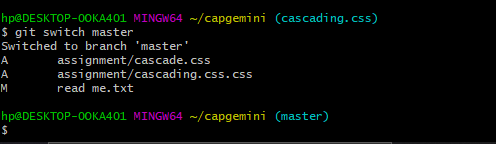 hp@DESKTOP-OOKA401 MINGW64 ~/capgemini (cascading.css)
$ git switch master
Switched to branch 'master'
A       assignment/cascade.css
A       assignment/cascading.css.css
M       read me.txt
hp@DESKTOP-OOKA401 MINGW64 ~/capgemini (master)
$